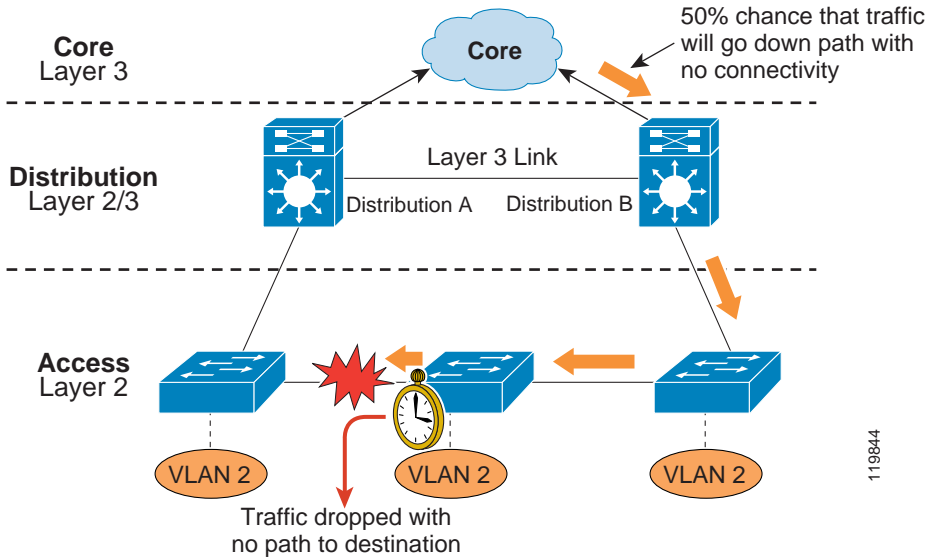 Core
Layer 3
Core
50% chance that traffic
will go down path with
no connectivity
Distribution
Layer 2/3
Layer 3 Link
Distribution A
Distribution B
Access
Layer 2
VLAN 2
VLAN 2
VLAN 2
Traffic dropped with
no path to destination
119844